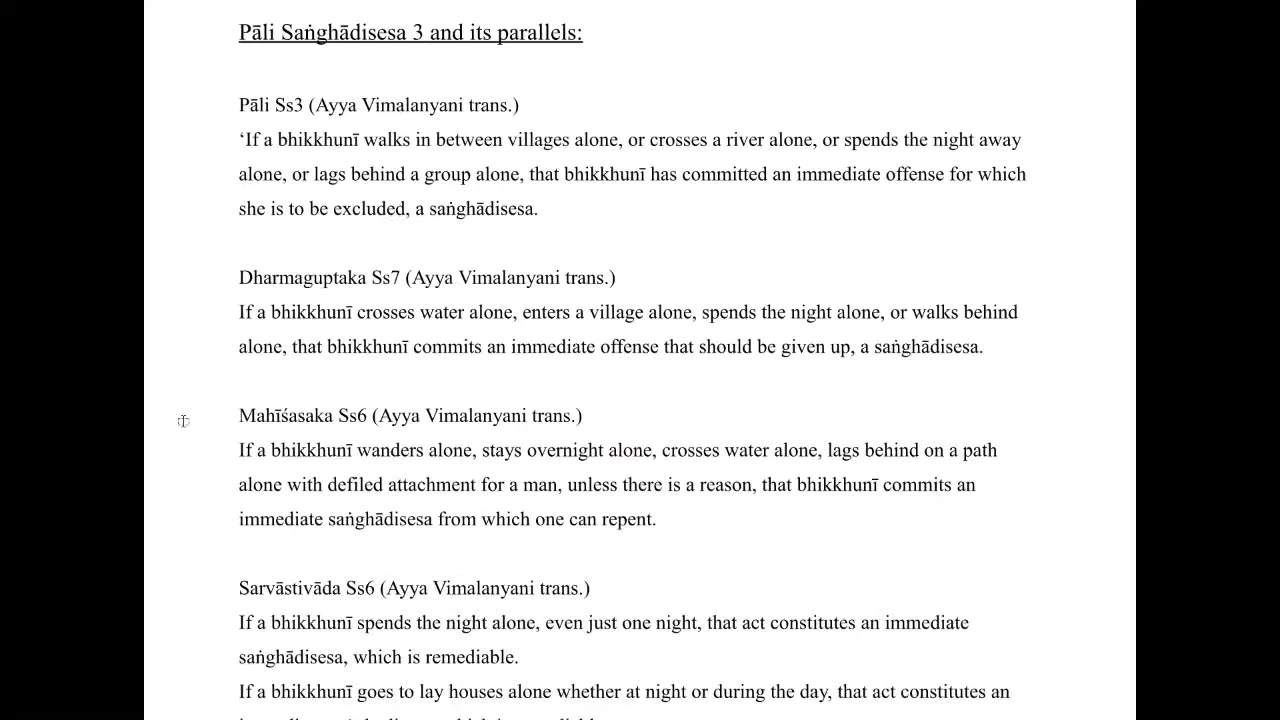 Pāli Saṅghādisesa 3 and its parallels:
Pāli Ss3 (Ayya Vimalanyani trans.)
‘If a bhikkhunī walks in between villages alone, or crosses a river alone, or spends the night away
alone, or lags behind a group alone, that bhikkhunī has committed an immediate offense for which
she is to be excluded, a saṅghādisesa.
Dharmaguptaka Ss7 (Ayya Vimalanyani trans.)
If a bhikkhunī crosses water alone, enters a village alone, spends the night alone, or walks behind
alone, that bhikkhunī commits an immediate offense that should be given up, a saṅghādisesa.
Mahīśasaka Ss6 (Ayya Vimalanyani trans.)
If a bhikkhunī wanders alone, stays overnight alone, crosses water alone, lags behind on a path
alone with defiled attachment for a man, unless there is a reason, that bhikkhunī commits an
immediate saṅghādisesa from which one can repent.
Sarvāstivāda Ss6 (Ayya Vimalanyani trans.)
If a bhikkhunī spends the night alone, even just one night, that act constitutes an immediate
saṅghādisesa, which is remediable.
If a bhikkhunī goes to lay houses alone whether at night or during the day, that act constitutes an